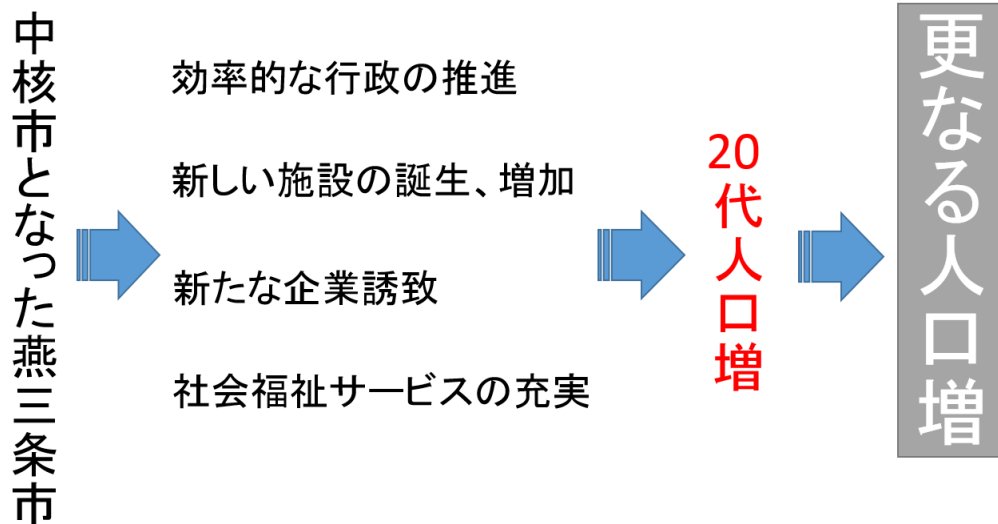 中核市となった燕三条市
効率的な行政の推進
新しい施設の誕生、増加
新たな企業誘致
社会福祉サービスの充実
20代人口増
更なる人口増